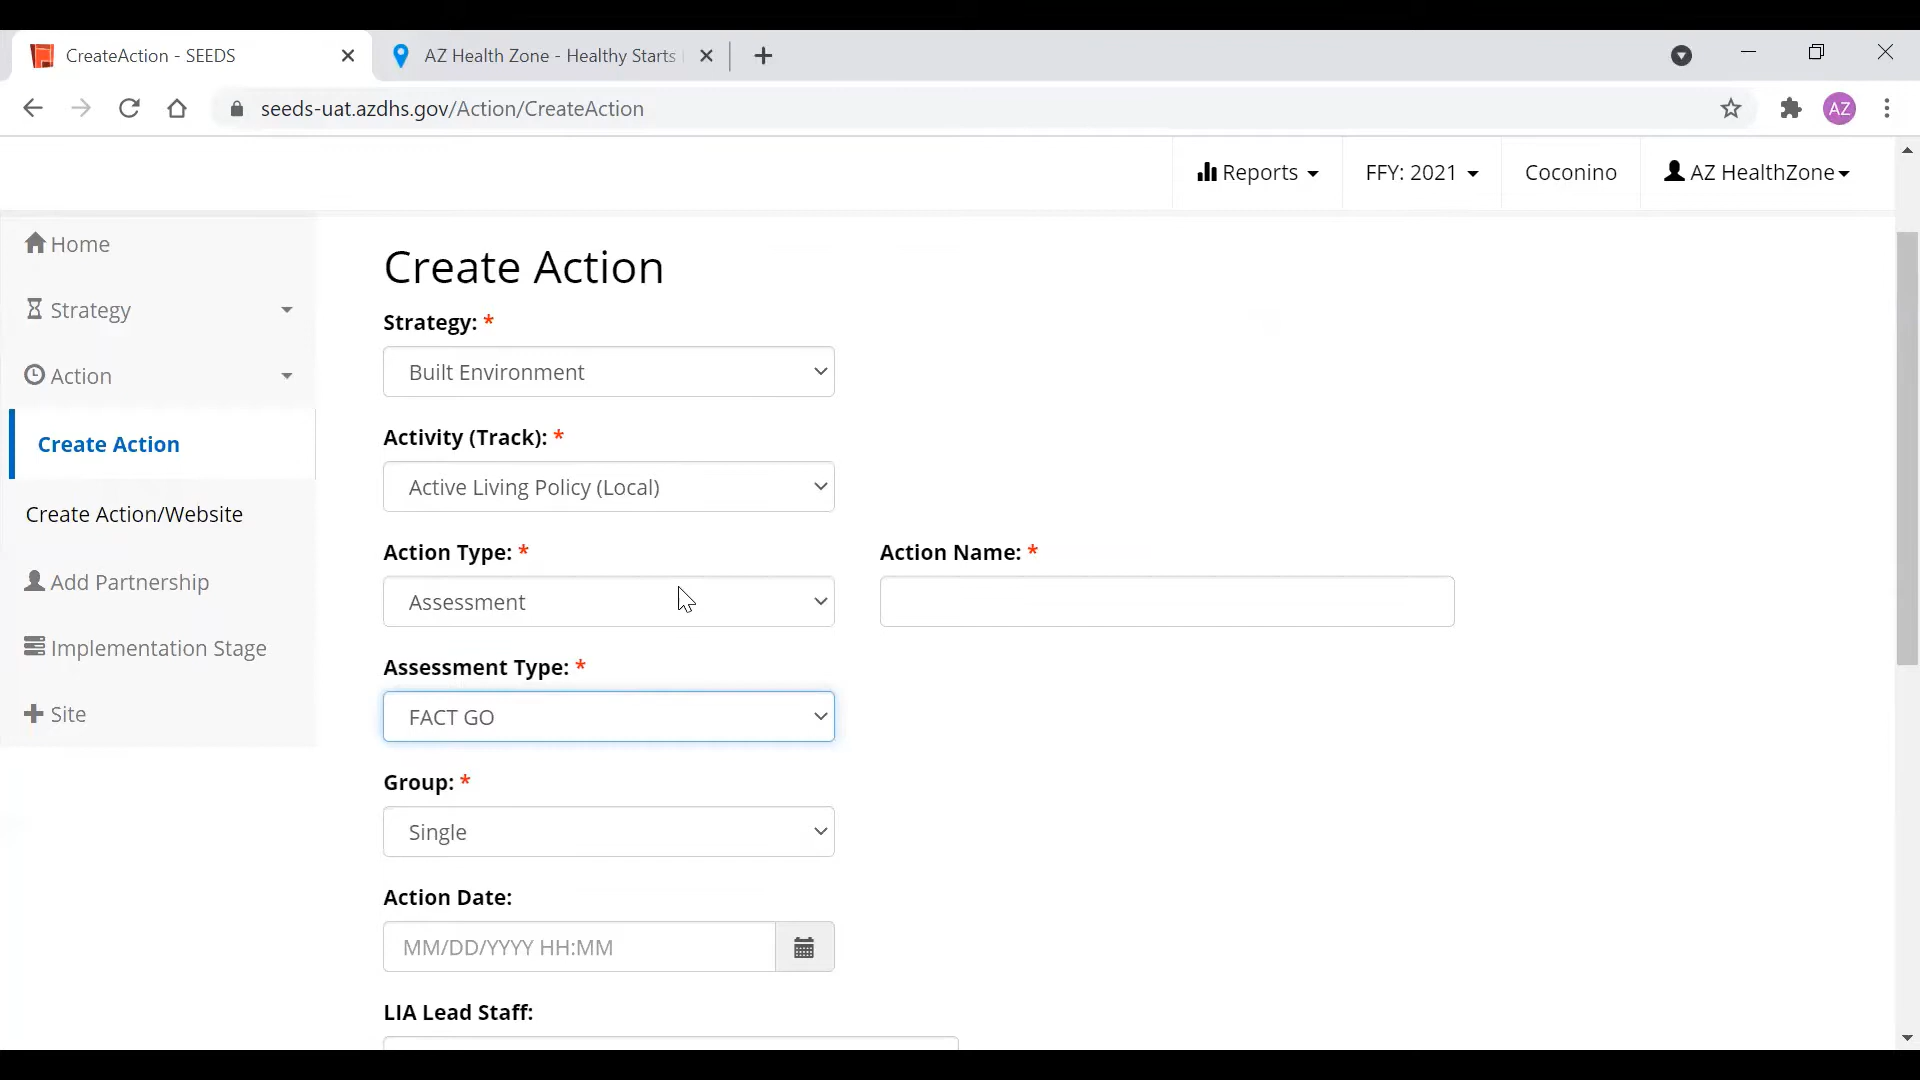 CreateAction - SEEDS
AZ Health Zone - Healthy Starts
seeds-uat.azdhs.gov/Action/CreateAction
AZ
Reports
FFY: 2021
Coconino
AZ HealthZone
Home
Strategy
Action
Create Action
Create Action/Website
Add Partnership
Implementation Stage
Site
Create Action
Strategy: *
Built Environment
Activity (Track): *
Active Living Policy (Local)
Action Type: *
Assessment
Action Name: *
Assessment Type: *
FACT GO
Group: *
Single
Action Date:
MM/DD/YYYY HH:MM
LIA Lead Staff: